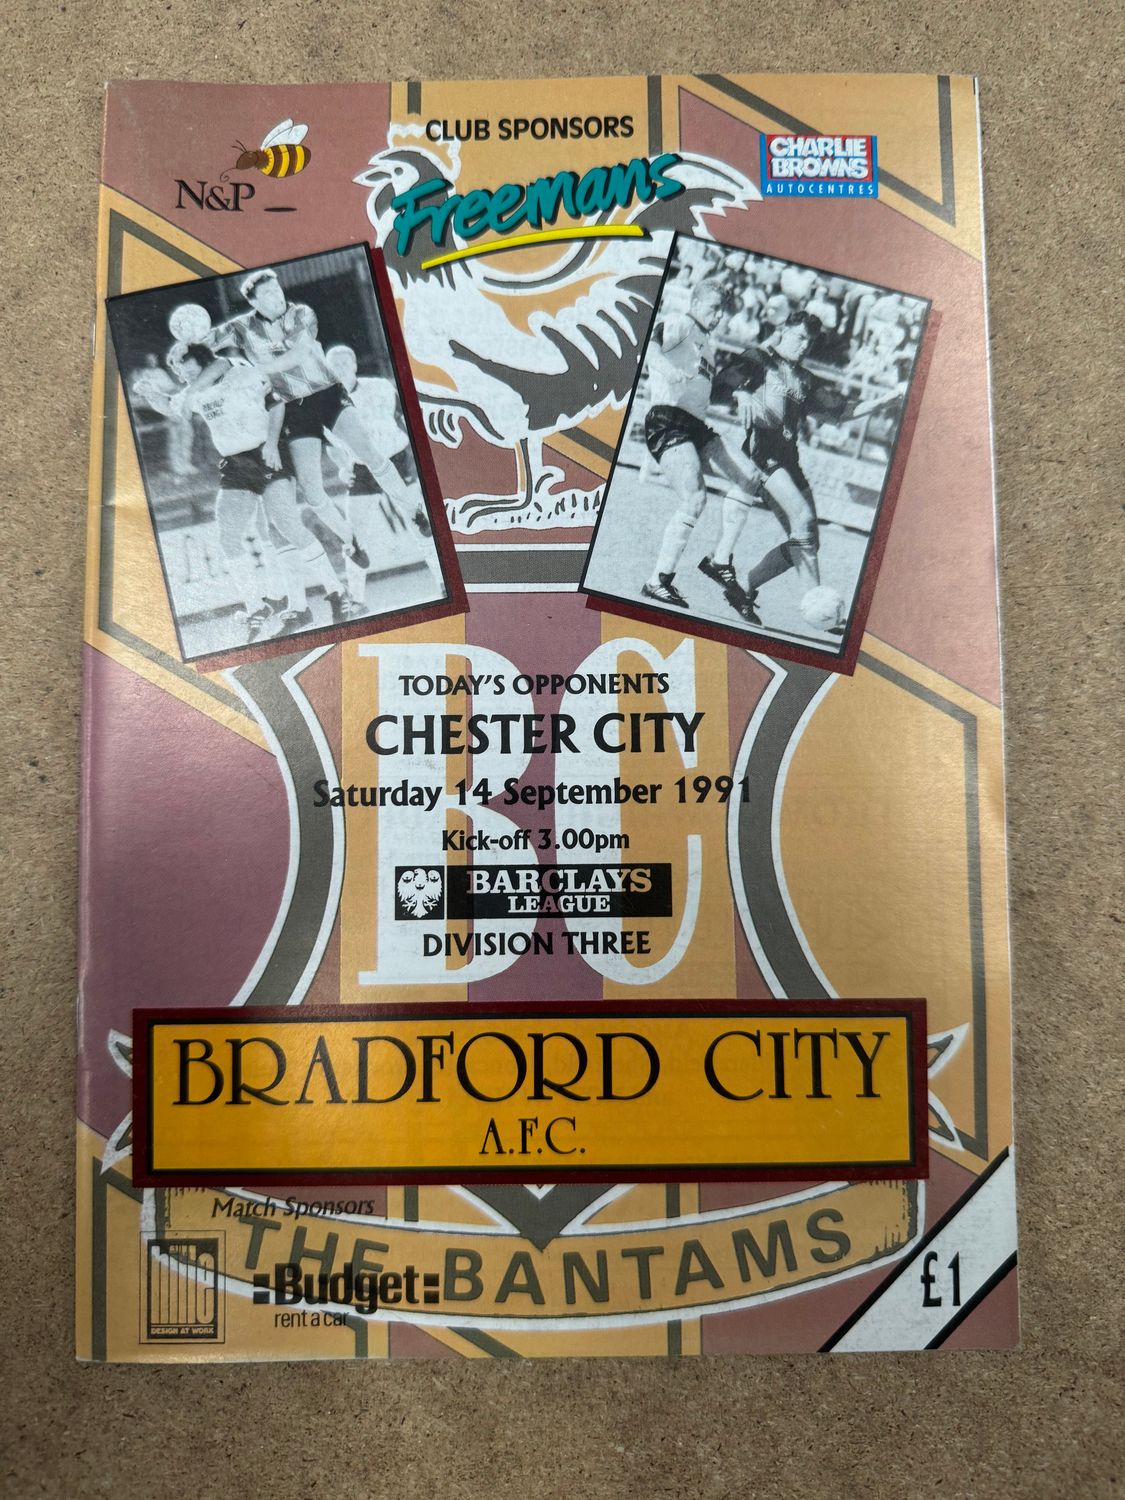 CLUB SPONSORS
N&P
Freemans
CHARLIE
BROWNS
AUTOCENTRES
BC
TODAY'S OPPONENTS
CHESTER CITY
Saturday 14 September 1991
Kick-off 3.00pm
BARCLAYS
LEAGUE
DIVISION THREE
BRADFORD CITY
A.F.C.
Match Sponsors
THE BANTAMS
DESIGN AT WORK
Budget
rent a car
£1